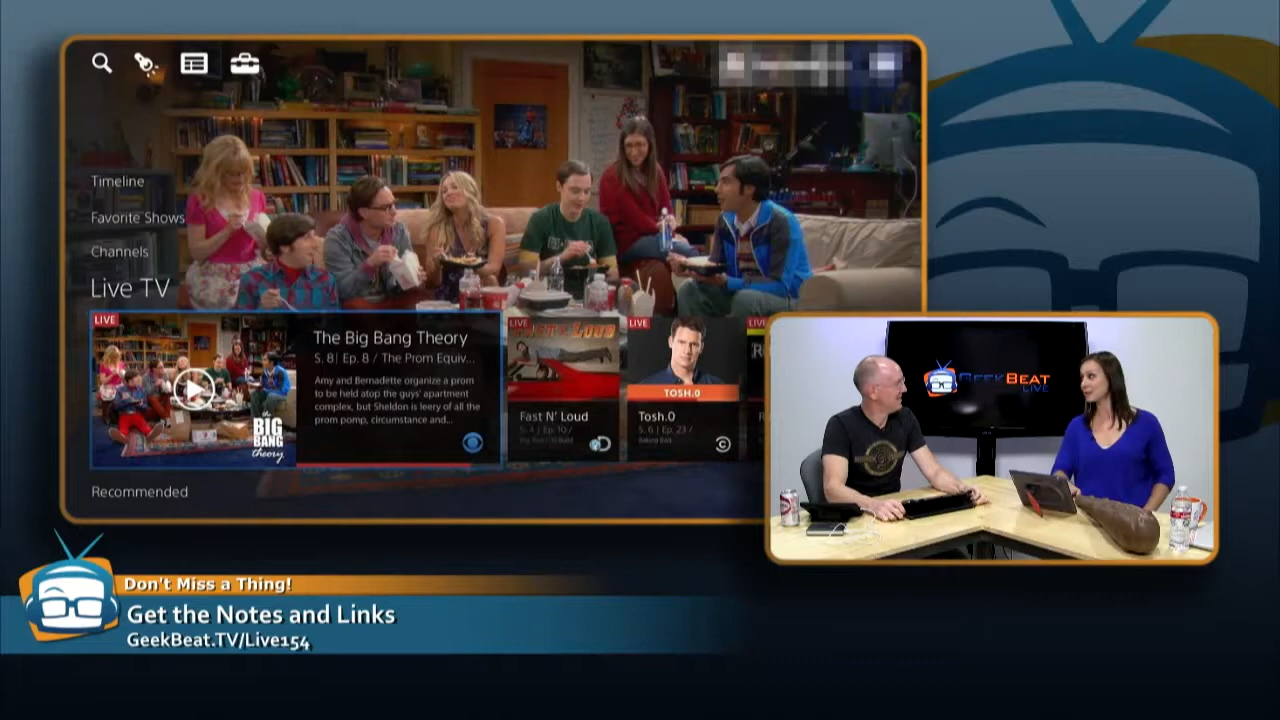 Timeline
Favorite Shows
Channels
Live TV
LIVE
The Big Bang Theory
S. 8| Ep. 8 / The Prom Equiv...
Amy and Bernadette organize a prom
to be held atop the guys' apartment
complex, but Sheldon is leery of all the
prom pomp, circumstance and...
the
BIG
BANG
theory
LIVE
Fast N' Loud
S. 4 | Ep. 10 /
LIVE
TOSH.0
Tosh.0
S. 6 | Ep. 23 /
LIVE
Recommended
GEEKBEAT
LIVE
Don't Miss a Thing!
Get the Notes and Links
GeekBeat.TV/Live154